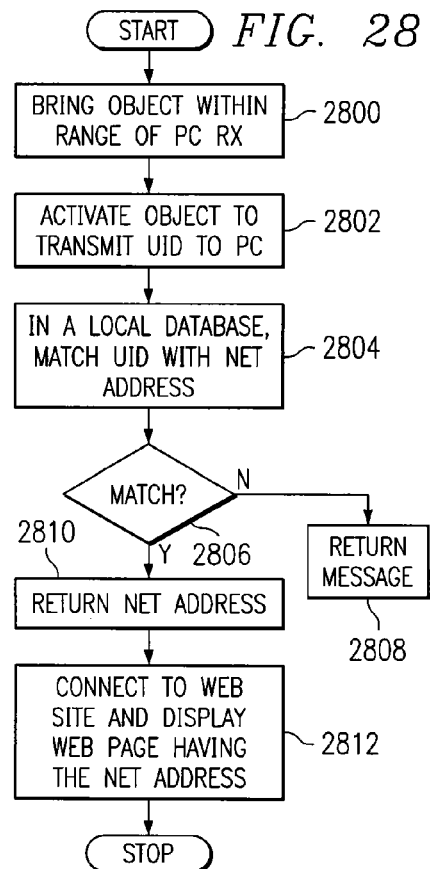 START
FIG. 28
BRING OBJECT WITHIN
RANGE OF PC RX
2800
ACTIVATE OBJECT TO
TRANSMIT UID TO PC
2802
IN A LOCAL DATABASE,
MATCH UID WITH NET
ADDRESS
2804
MATCH?
N
2806
Y
RETURN
MESSAGE
2808
2810
RETURN NET ADDRESS
CONNECT TO WEB
SITE AND DISPLAY
WEB PAGE HAVING
THE NET ADDRESS
2812
STOP